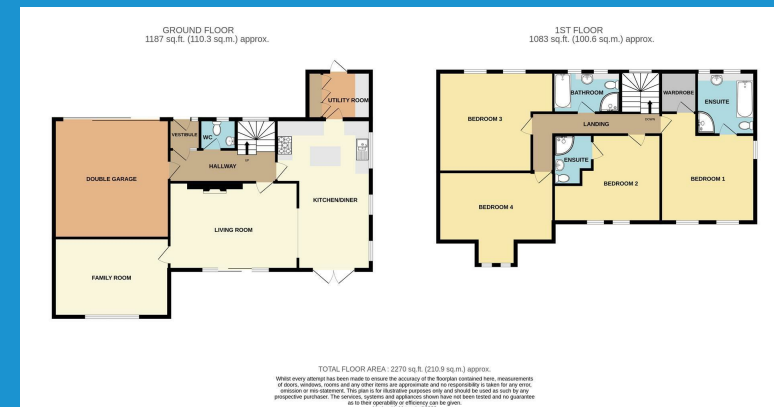 GROUND FLOOR
1187 sq.ft. (110.3 sq.m.) approx.
UTILITY ROOM
VESTIBULE
WC
UP
HALLWAY
DOUBLE GARAGE
KITCHEN/DINER
LIVING ROOM
FAMILY ROOM
1ST FLOOR
1083 sq.ft. (100.6 sq.m.) approx.
BATHROOM
WARDROBE
ENSUITE
BEDROOM 3
DOWN
LANDING
ENSUITE
BEDROOM 2
BEDROOM 1
BEDROOM 4
TOTAL FLOOR AREA : 2270 sq.ft. (210.9 sq.m.) approx.
Whilst every attempt has been made to ensure the accuracy of the floorplan contained here, measurements
of doors, windows, rooms and any other items are approximate and no responsibility is taken for any error,
omission or mis-statement. This plan is for illustrative purposes only and should be used as such by any
prospective purchaser. The services, systems and appliances shown have not been tested and no guarantee
as to their operability or efficiency can be given.